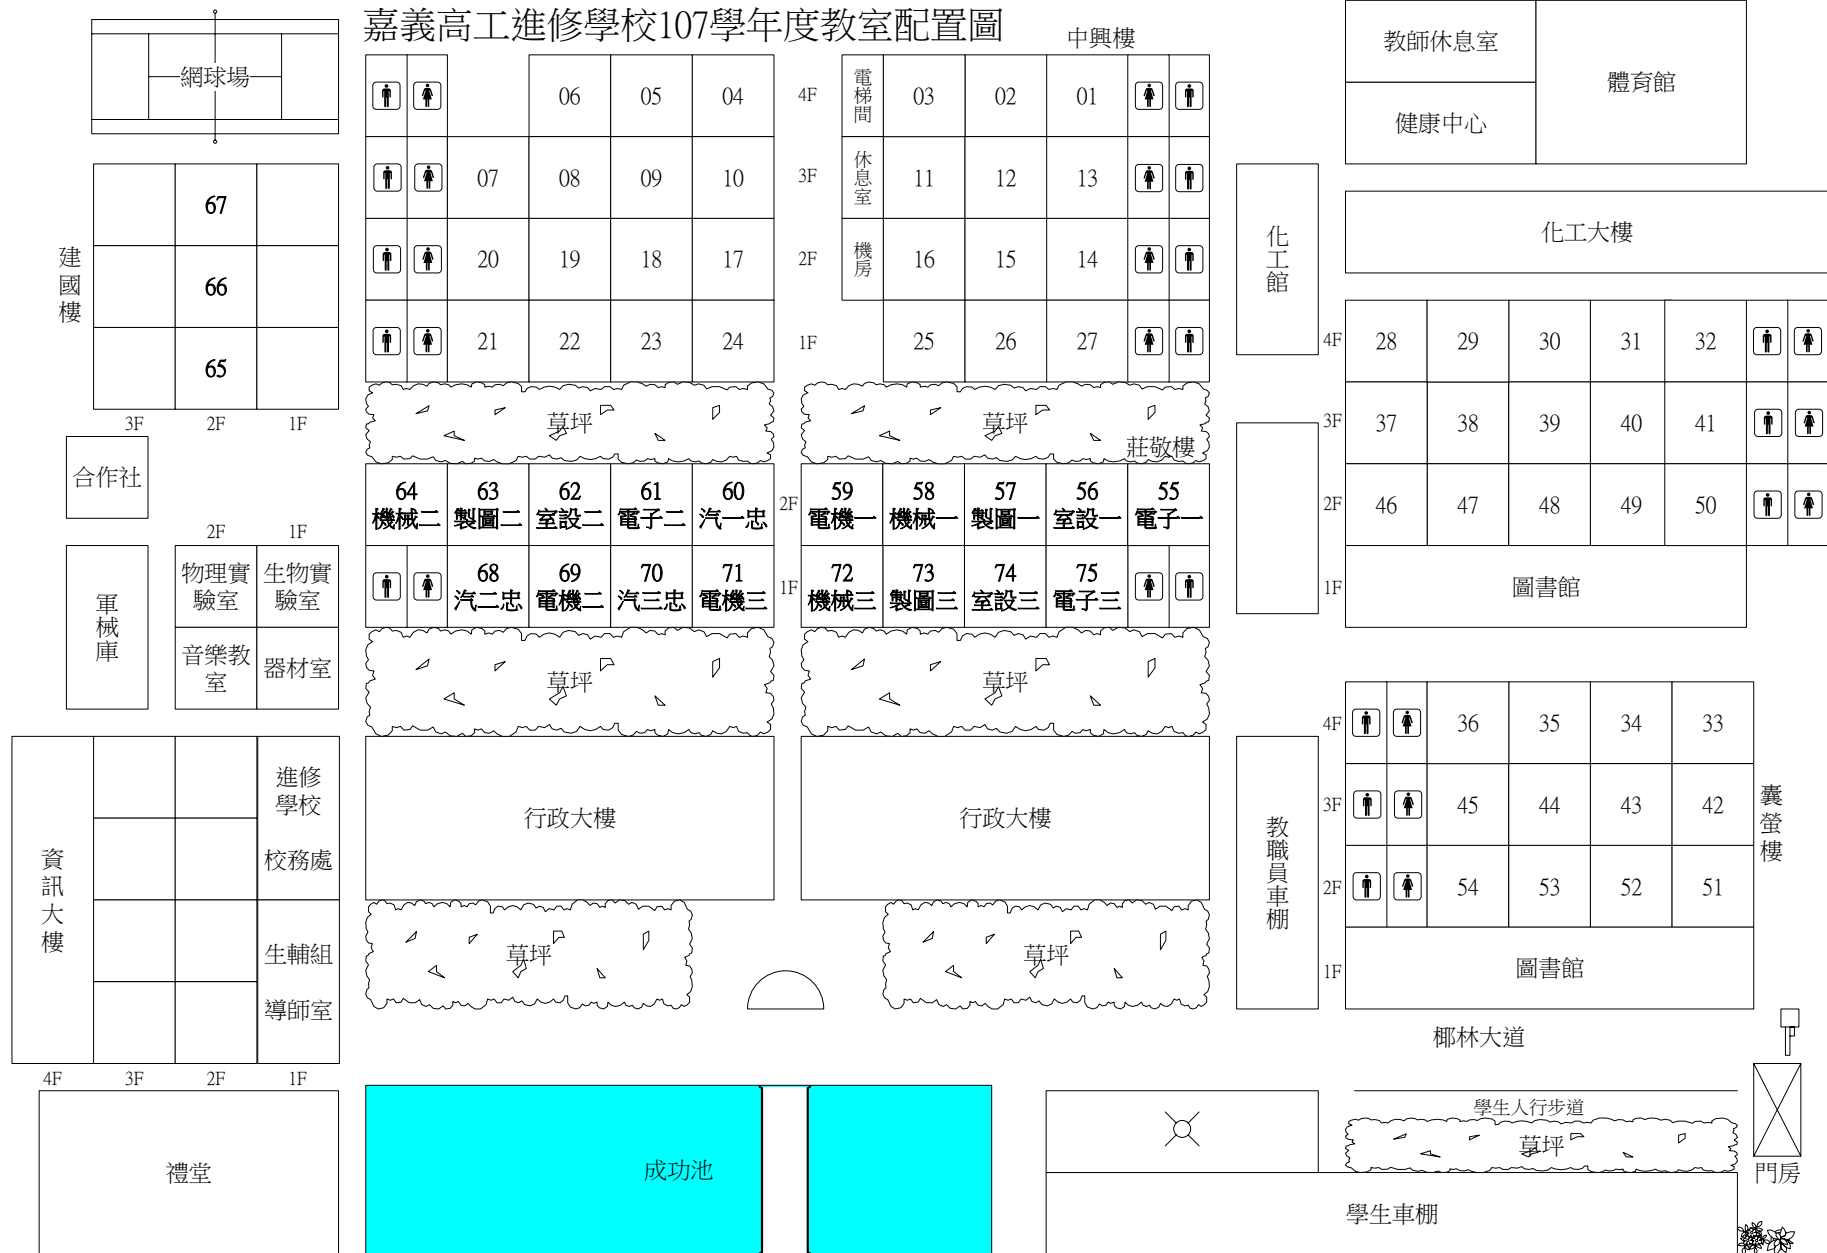 嘉義高工進修學校107學年度教室配置圖
中興樓
網球場
06 05 04 4F 電梯間 03 02 01
07 08 09 10 3F 休息室 11 12 13
20 19 18 17 2F 機房 16 15 14
21 22 23 24 1F 25 26 27
教師休息室
健康中心
體育館
建國樓
67
66
65
3F 2F 1F
化工館
化工大樓
4F 28 29 30 31 32
3F 37 38 39 40 41
2F 46 47 48 49 50
1F 圖書館
草坪
草坪
莊敬樓
合作社
64 63 62 61 60 2F 59 58 57 56 55
機械二 製圖二 室設二 電子二 汽一忠 電機一 機械一 製圖一 室設一 電子一
68 69 70 71 1F 72 73 74 75
汽二忠 電機二 汽三忠 電機三 機械三 製圖三 室設三 電子三
2F 1F
軍械庫
物理實
驗室
生物實
驗室
音樂教
室
器材室
草坪
草坪
4F 36 35 34 33
3F 45 44 43 42
2F 54 53 52 51
1F 圖書館
囊螢樓
資訊大樓
進修
學校
校務處
生輔組
導師室
4F 3F 2F 1F
行政大樓
行政大樓
教職員車棚
草坪
草坪
椰林大道
禮堂
成功池
學生人行步道
草坪
門房
學生車棚